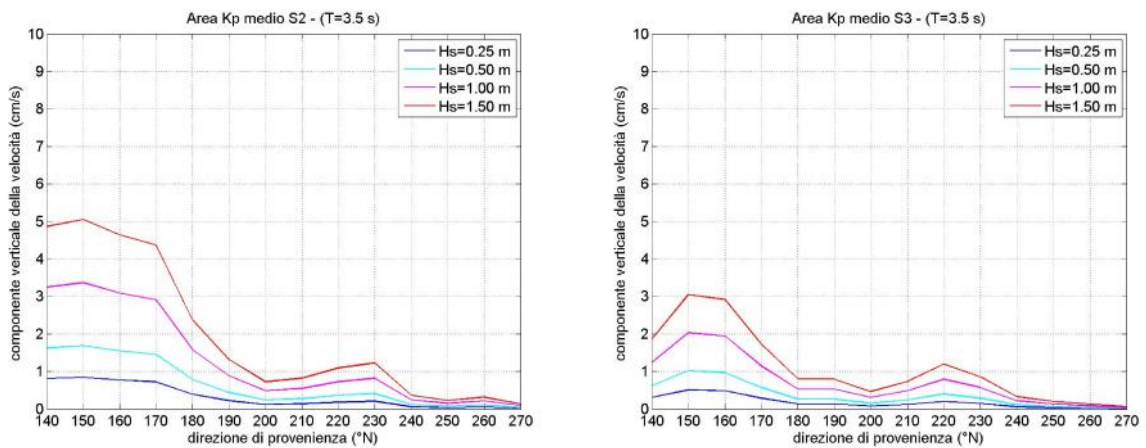 Area Kp medio S2 - (T=3.5 s)
10
9
8
7
6
5
4
3
2
1
0
componente verticale della velocità (cm/s)
Hs=0.25 m
Hs=0.50 m
Hs=1.00 m
Hs=1.50 m
140 150 160 170 180 190 200 210 220 230 240 250 260 270
direzione di provenienza (°N)
Area Kp medio S3 - (T=3.5 s)
10
9
8
7
6
5
4
3
2
1
0
componente verticale della velocità (cm/s)
Hs=0.25 m
Hs=0.50 m
Hs=1.00 m
Hs=1.50 m
140 150 160 170 180 190 200 210 220 230 240 250 260 270
direzione di provenienza (°N)